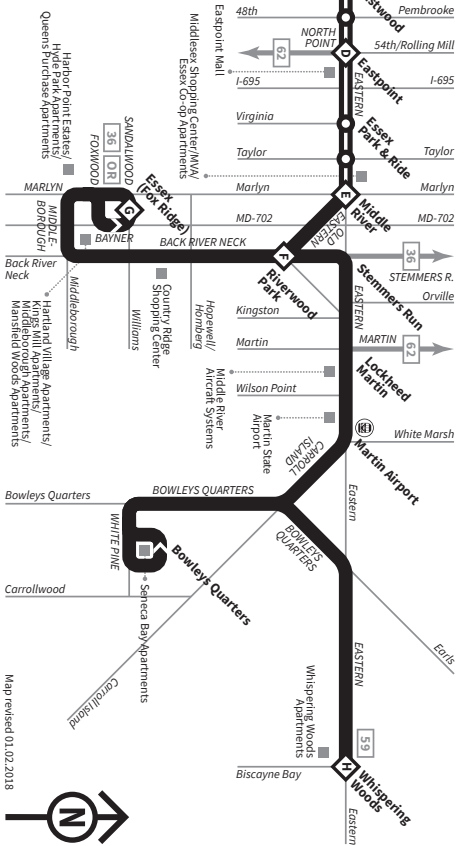 48th
Pembroke
stwood
NORTH
POINT
62
D
54th/Rolling Mill
Eastpoint
Eastpoint Mall
I-695
EASTERN
I-695
Virginia
Essex
Park & Ride
Taylor
Taylor
Middlesex Shopping Center/MVA/
Essex Co-op Apartments
Harbor Point Estates/
Hyde Park Apartments/
Queens Purchase Apartments
36 OR
SANDALWOOD
FOXWOOD
Essex
(Fox Ridge)
G
MARLYN
Marlyn
E
Middle
River
Marlyn
MIDDLE-
BOROUGH
BAYNER
MD-702
MD-702
OLD
EASTERN
BACK RIVER NECK
Back River
Neck
F
Riverwood
Park
36
STEMMERS R.
Stemmers Run
Orville
EASTERN
Middleborough
Williams
Country Ridge
Shopping Center
Hopewell/
Homberg
Kingston
Martin
MARTIN
62
Lockheed
Martin
Hartland Village Apartments/
Kings Mill Apartments/
Middleborough Apartments/
Mansfield Woods Apartments
Middle River
Aircraft Systems
Wilson Point
Martin State
Airport
White Marsh
Martin Airport
CARROLL
ISLAND
Eastern
Bowleys Quarters
BOWLEYS QUARTERS
WHITE PINE
BOWLEYS
QUARTERS
Bowleys Quarters
Carrollwood
Seneca Bay Apartments
Carroll Island
Earls
EASTERN
Whispering Woods
Apartments
59
Biscayne Bay
H
Whispering
Woods
Eastern
Map revised 01.02.2018
N